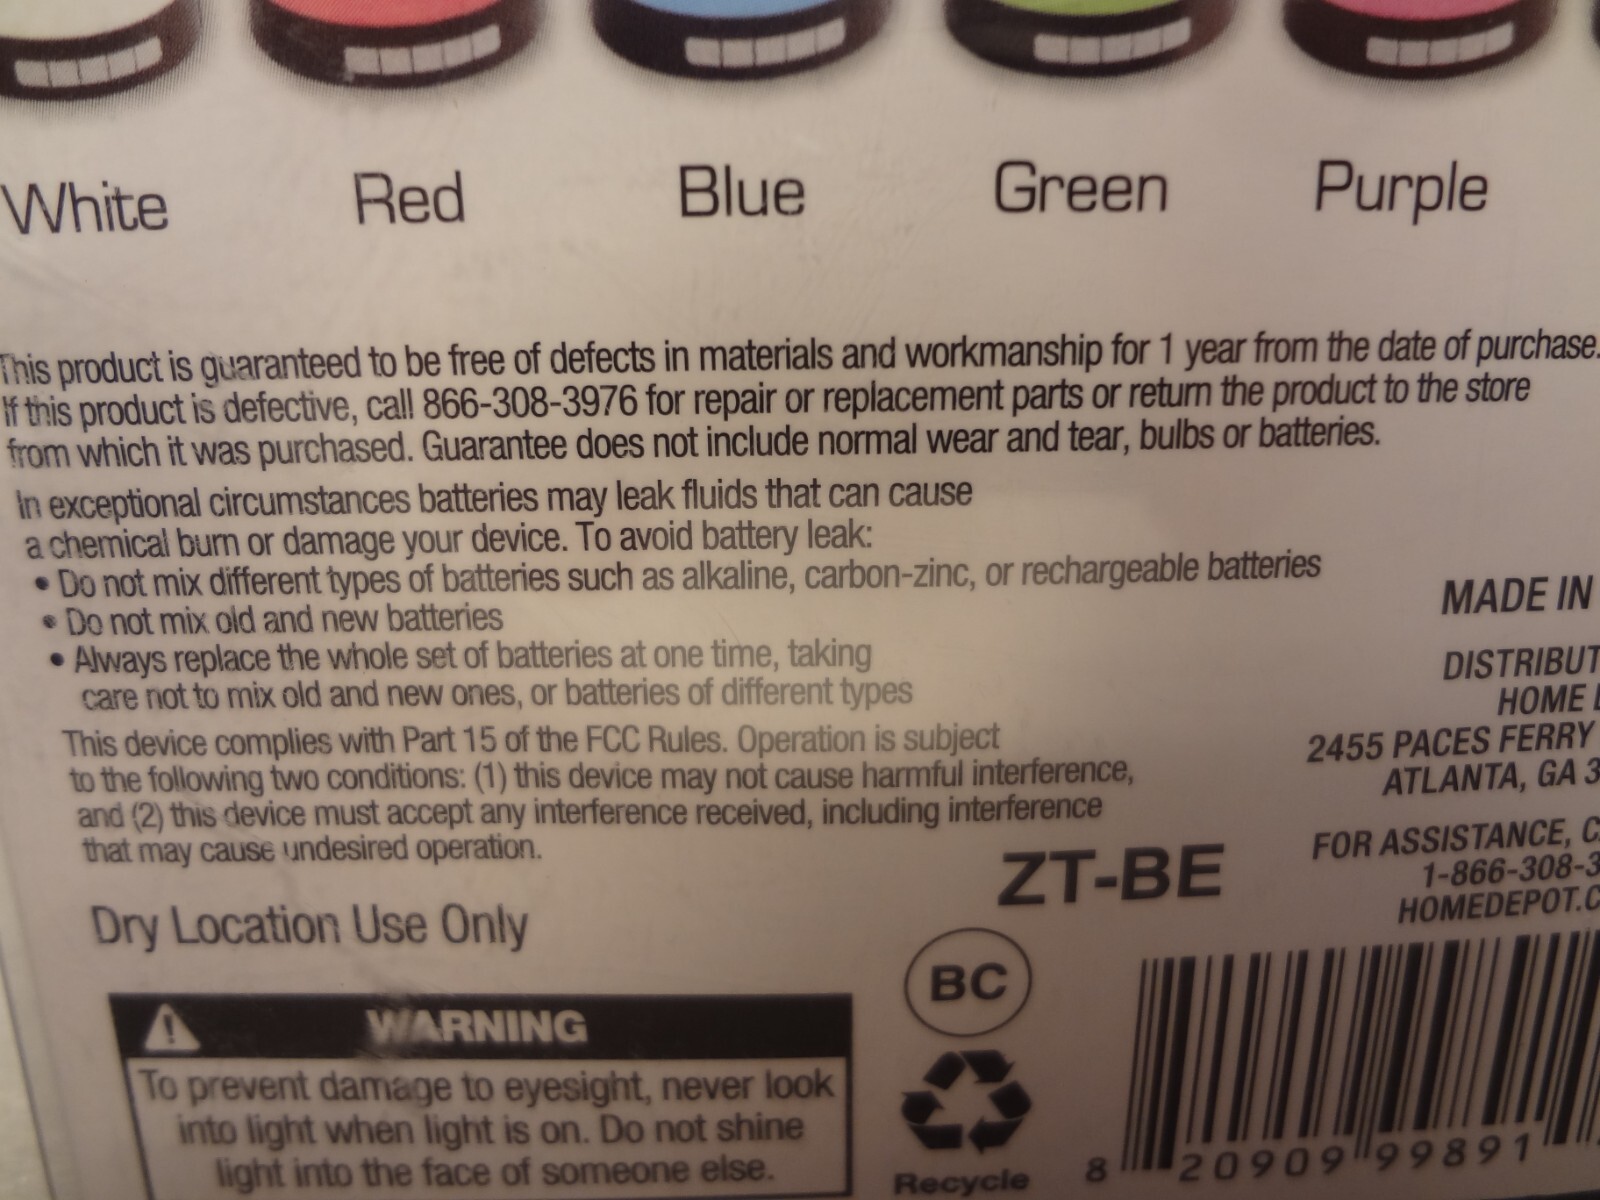 White Red Blue Green Purple
This product is guaranteed to be free of defects in materials and workmanship for 1 year from the date of purchase.
If this product is defective, call 866-308-3976 for repair or replacement parts or return the product to the store
from which it was purchased. Guarantee does not include normal wear and tear, bulbs or batteries.
In exceptional circumstances batteries may leak fluids that can cause
a chemical burn or damage your device. To avoid battery leak:
• Do not mix different types of batteries such as alkaline, carbon-zinc, or rechargeable batteries
• Do not mix old and new batteries
• Always replace the whole set of batteries at one time, taking
care not to mix old and new ones, or batteries of different types
This device complies with Part 15 of the FCC Rules. Operation is subject
to the following two conditions: (1) this device may not cause harmful interference,
and (2) this device must accept any interference received, including interference
that may cause undesired operation.
Dry Location Use Only
WARNING
To prevent damage to eyesight, never look
into light when light is on. Do not shine
light into the face of someone else.
ZT-BE
BC
Recycle
MADE IN
DISTRIBUT
HOME
2455 PACES FERRY
ATLANTA, GA 3
FOR ASSISTANCE, C
1-866-308-3
HOMEDEPOT.C
8 20909 99891